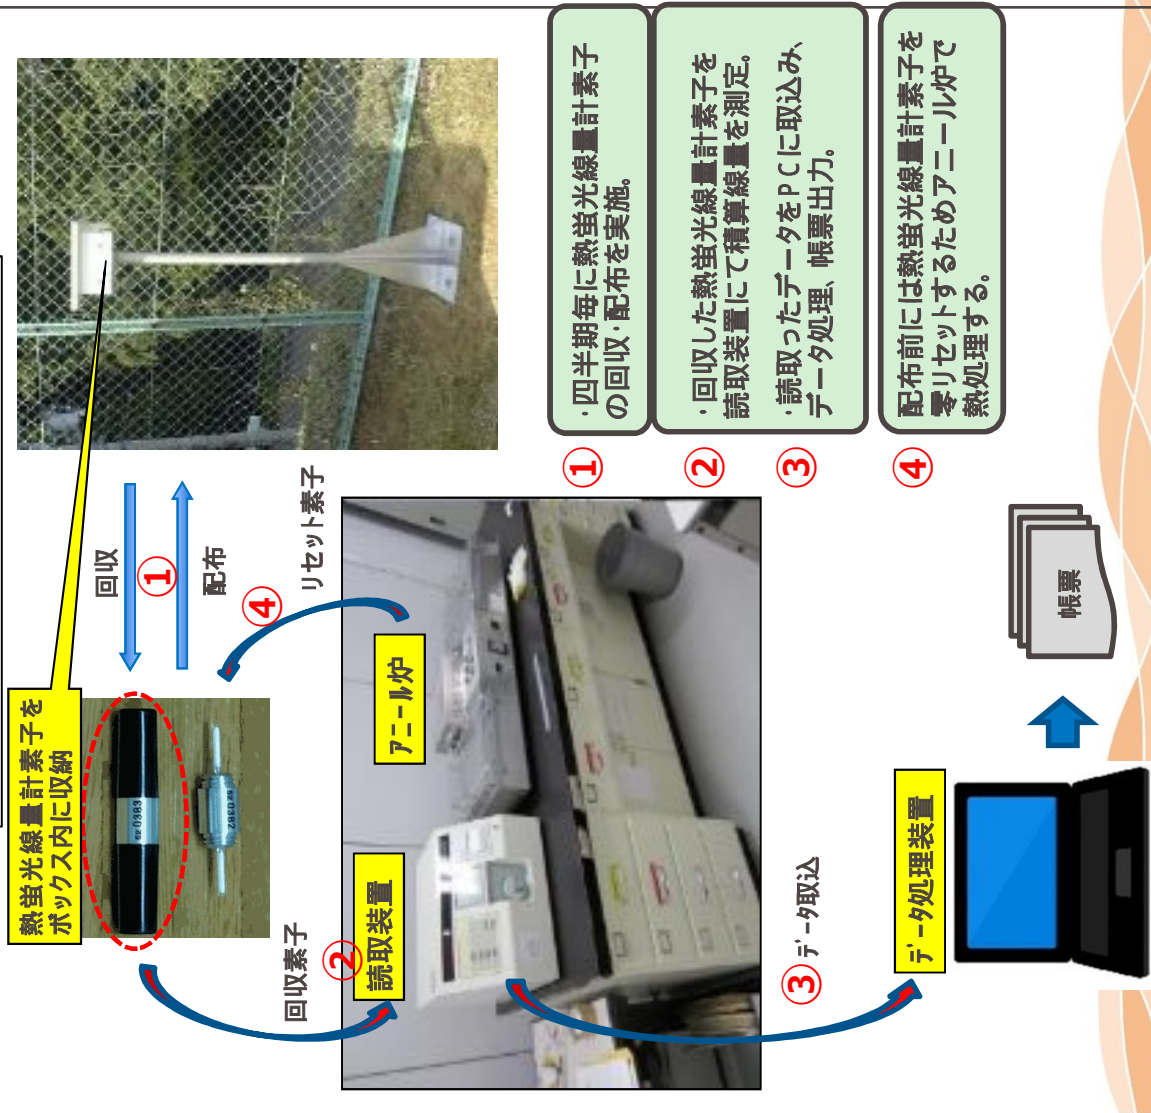 熱蛍光線量計素子を
ボックス内に収納
回収
①
配布
④
リセット素子
回収素子
②
読取装置
アニール炉
③
データ取込
データ処理装置
帳票
①
・四半期毎に熱蛍光線量計素子
の回収・配布を実施。
②
・回収した熱蛍光線量計素子を
読取装置にて積算線量を測定。
③
・読取ったデータをPCに取込み、
データ処理、帳票出力。
④
配布前には熱蛍光線量計素子を
零リセットするためアニール炉で
熱処理する。
0383
0382